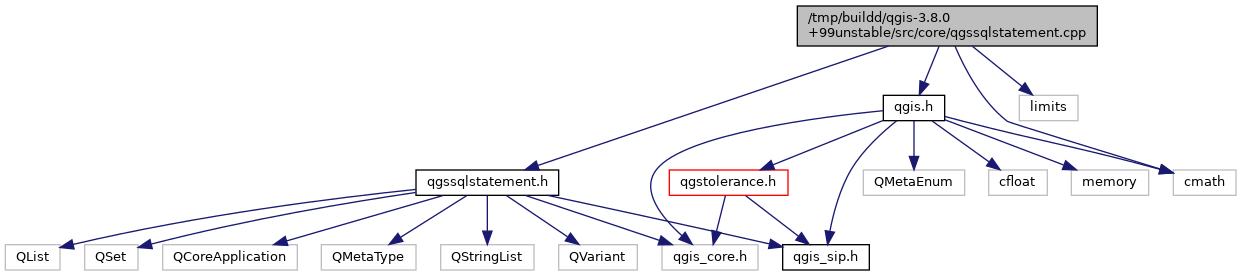 /tmp/buildd/qgis-3.8.0
+99unstable/src/core/qgssqlstatement.cpp
qgis.h
limits
qgssqlstatement.h
qgstolerance.h
QMetaEnum
cfloat
memory
cmath
QList
QSet
QCoreApplication
QMetaType
QStringList
QVariant
qgis_core.h
qgis_sip.h